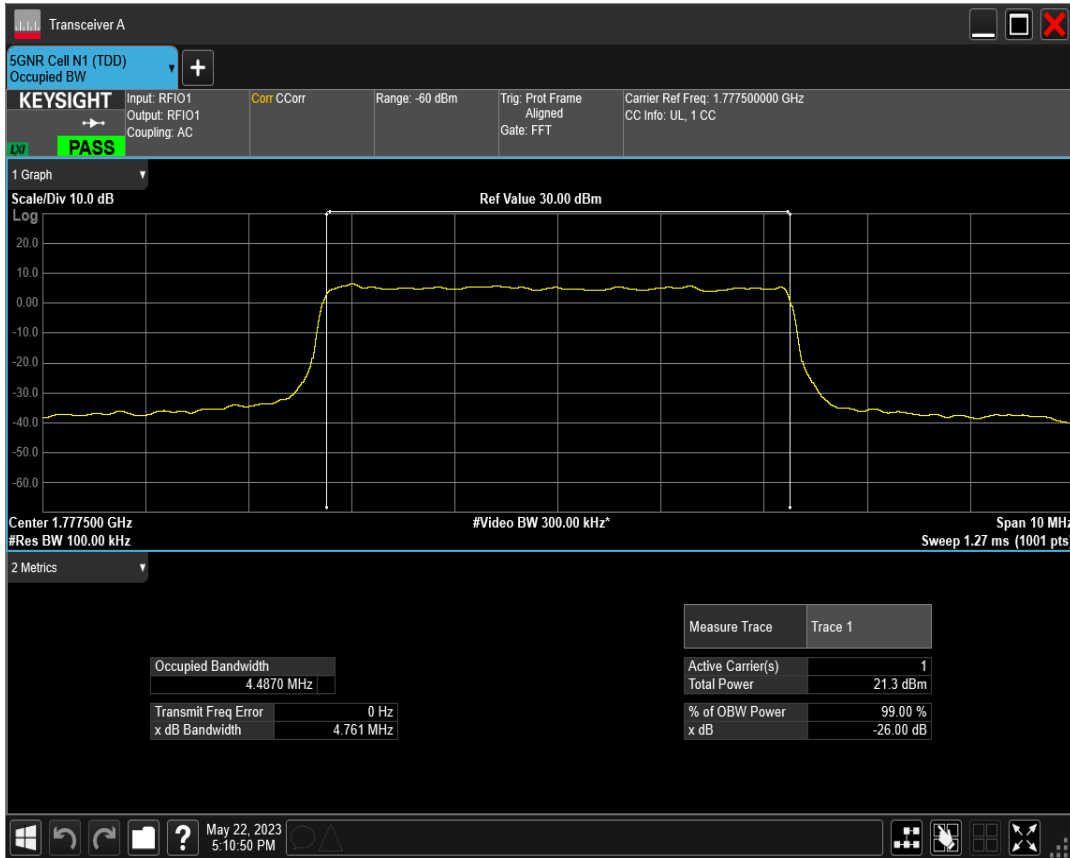 Transceiver A
5GNR Cell N1 (TDD)
Occupied BW
+
KEYSIGHT
LXI
PASS
Input: RFIO1
Output: RFIO1
Coupling: AC
Corr CCorr
Range: -60 dBm
Trig: Prot Frame
Aligned
Gate: FFT
Carrier Ref Freq: 1.777500000 GHz
CC Info: UL, 1 CC
1 Graph
Scale/Div 10.0 dB
Ref Value 30.00 dBm
Log
20.0
10.0
0.00
-10.0
-20.0
-30.0
-40.0
-50.0
-60.0
Center 1.777500 GHz
#Video BW 300.00 kHz*
Span 10 MHz
#Res BW 100.00 kHz
Sweep 1.27 ms (1001 pts)
2 Metrics
Measure Trace Trace 1
Occupied Bandwidth
4.4870 MHz
Active Carrier(s) 1
Total Power 21.3 dBm
Transmit Freq Error 0 Hz
x dB Bandwidth 4.761 MHz
% of OBW Power 99.00 %
x dB -26.00 dB
?
May 22, 2023
5:10:50 PM